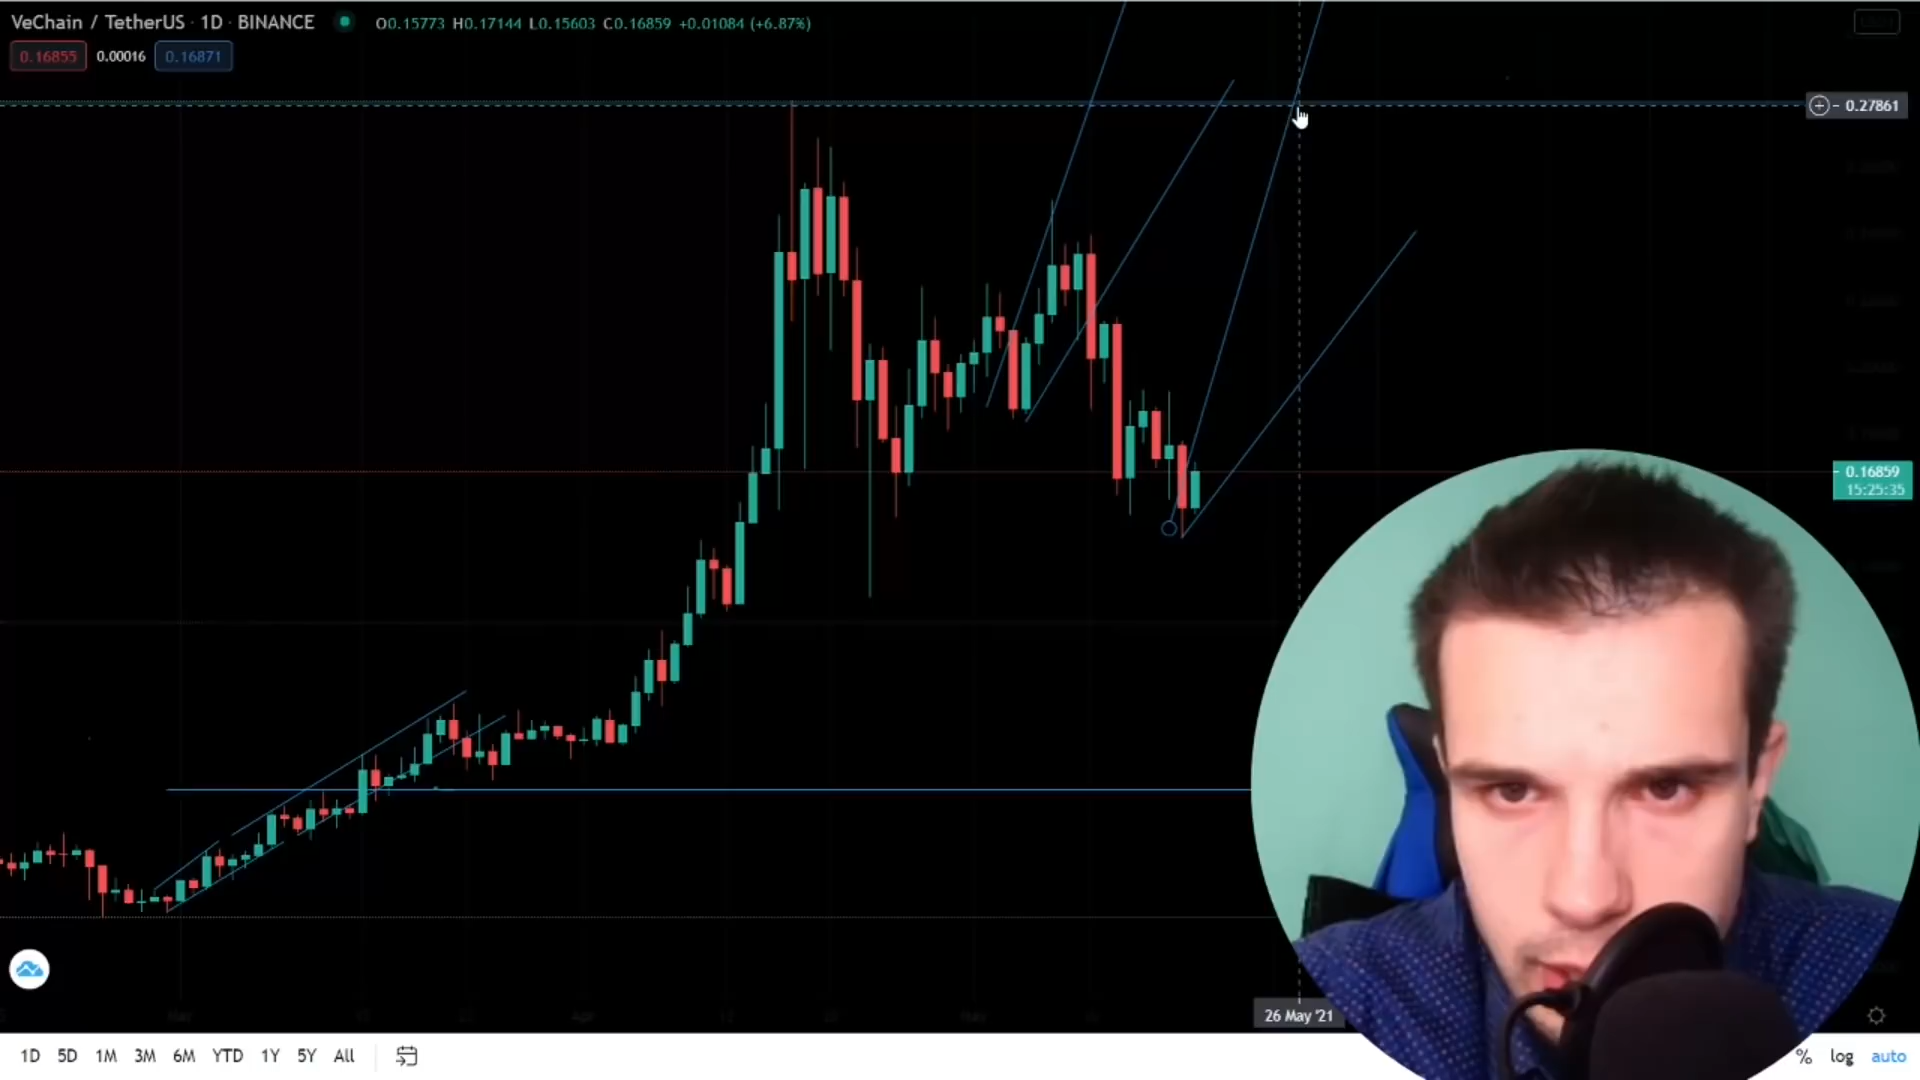 VeChain / TetherUS · 1D · BINANCE O0.15773 H0.17144 L0.15603 C0.16859 +0.01084 (+6.87%)
0.16855 0.00016 0.16871
0.27861
0.16859
15:25:35
26 May '21
1D 5D 1M 3M 6M YTD 1Y 5Y All % log auto